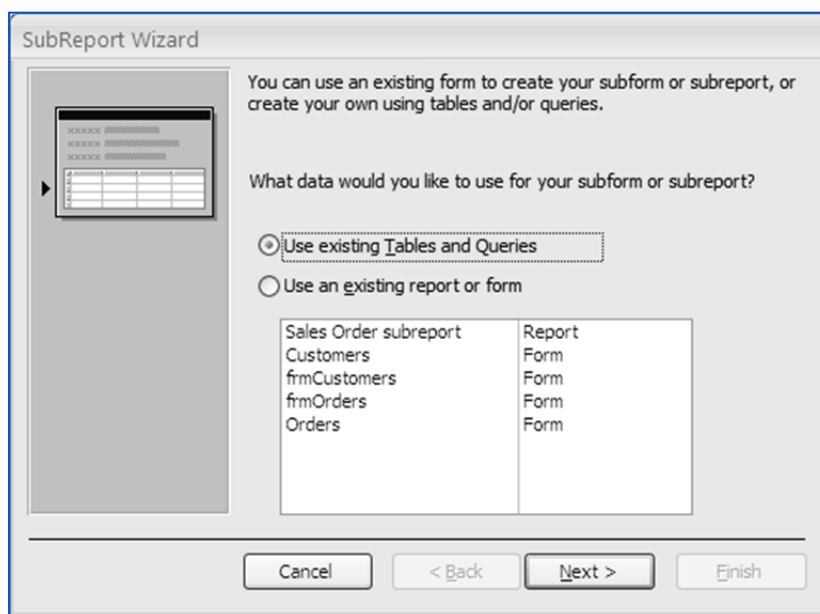 SubReport Wizard
You can use an existing form to create your subform or subreport, or
create your own using tables and/or queries.
xxxxx
xxxxx
xxxxx
What data would you like to use for your subform or subreport?
Use existing Tables and Queries
Use an existing report or form
Sales Order subreport Report
Customers Form
frmCustomers Form
frmOrders Form
Orders Form
Cancel < Back Next > Finish